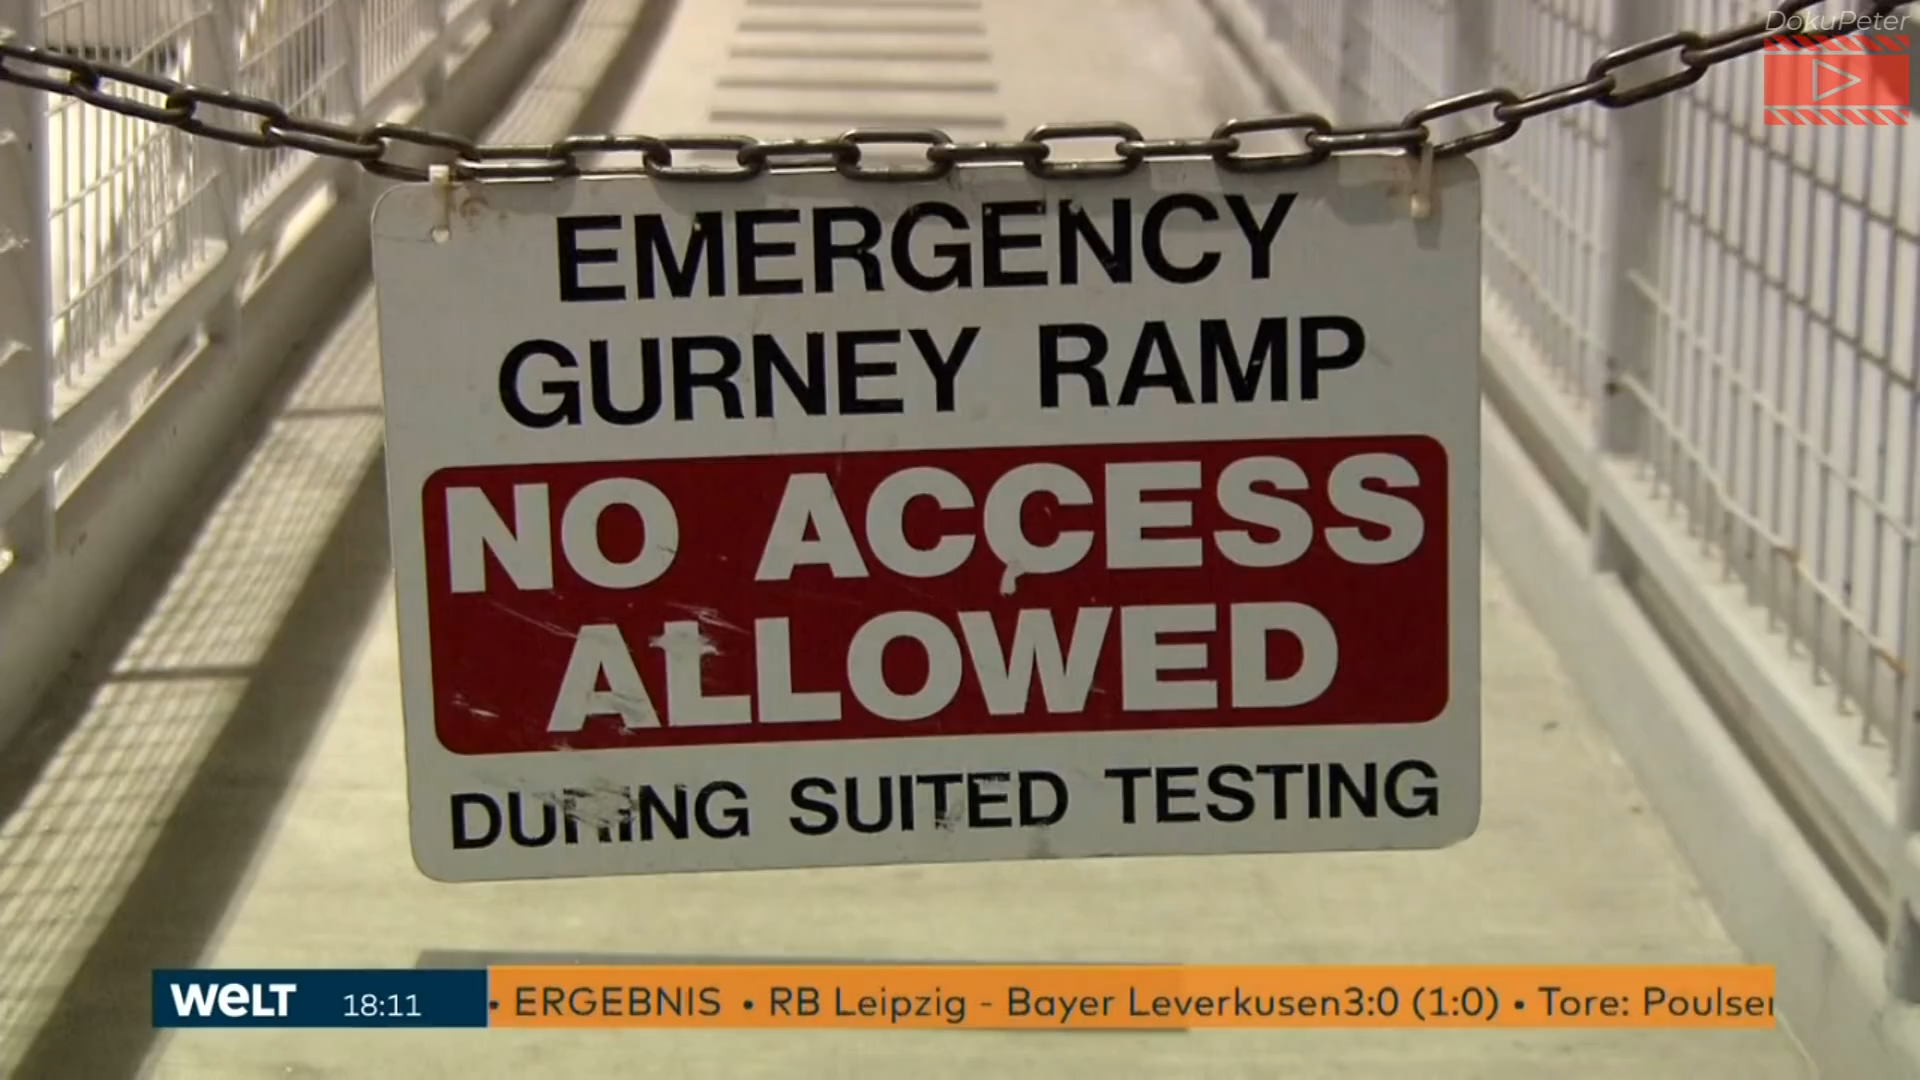 DokuPeter
EMERGENCY
GURNEY RAMP
NO ACCESS
ALLOWED
DURING SUITED TESTING
WELT 18:11 • ERGEBNIS • RB Leipzig - Bayer Leverkusen3:0 (1:0) • Tore: Poulsen